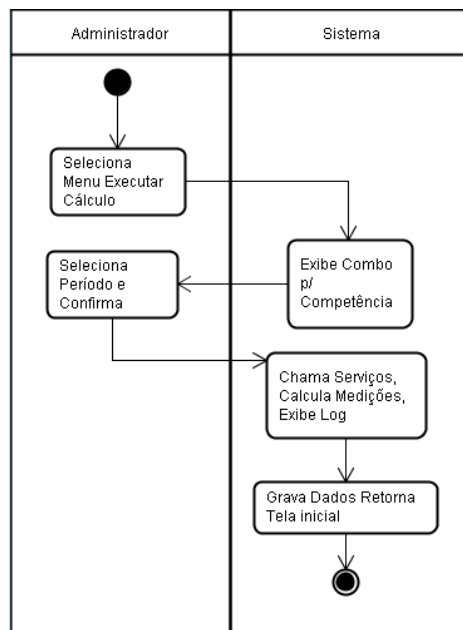 Administrador
Sistema
Seleciona
Menu Executar
Cálculo
Exibe Combo
p/
Competência
Seleciona
Período e
Confirma
Chama Serviços,
Calcula Medições,
Exibe Log
Grava Dados Retorna
Tela inicial